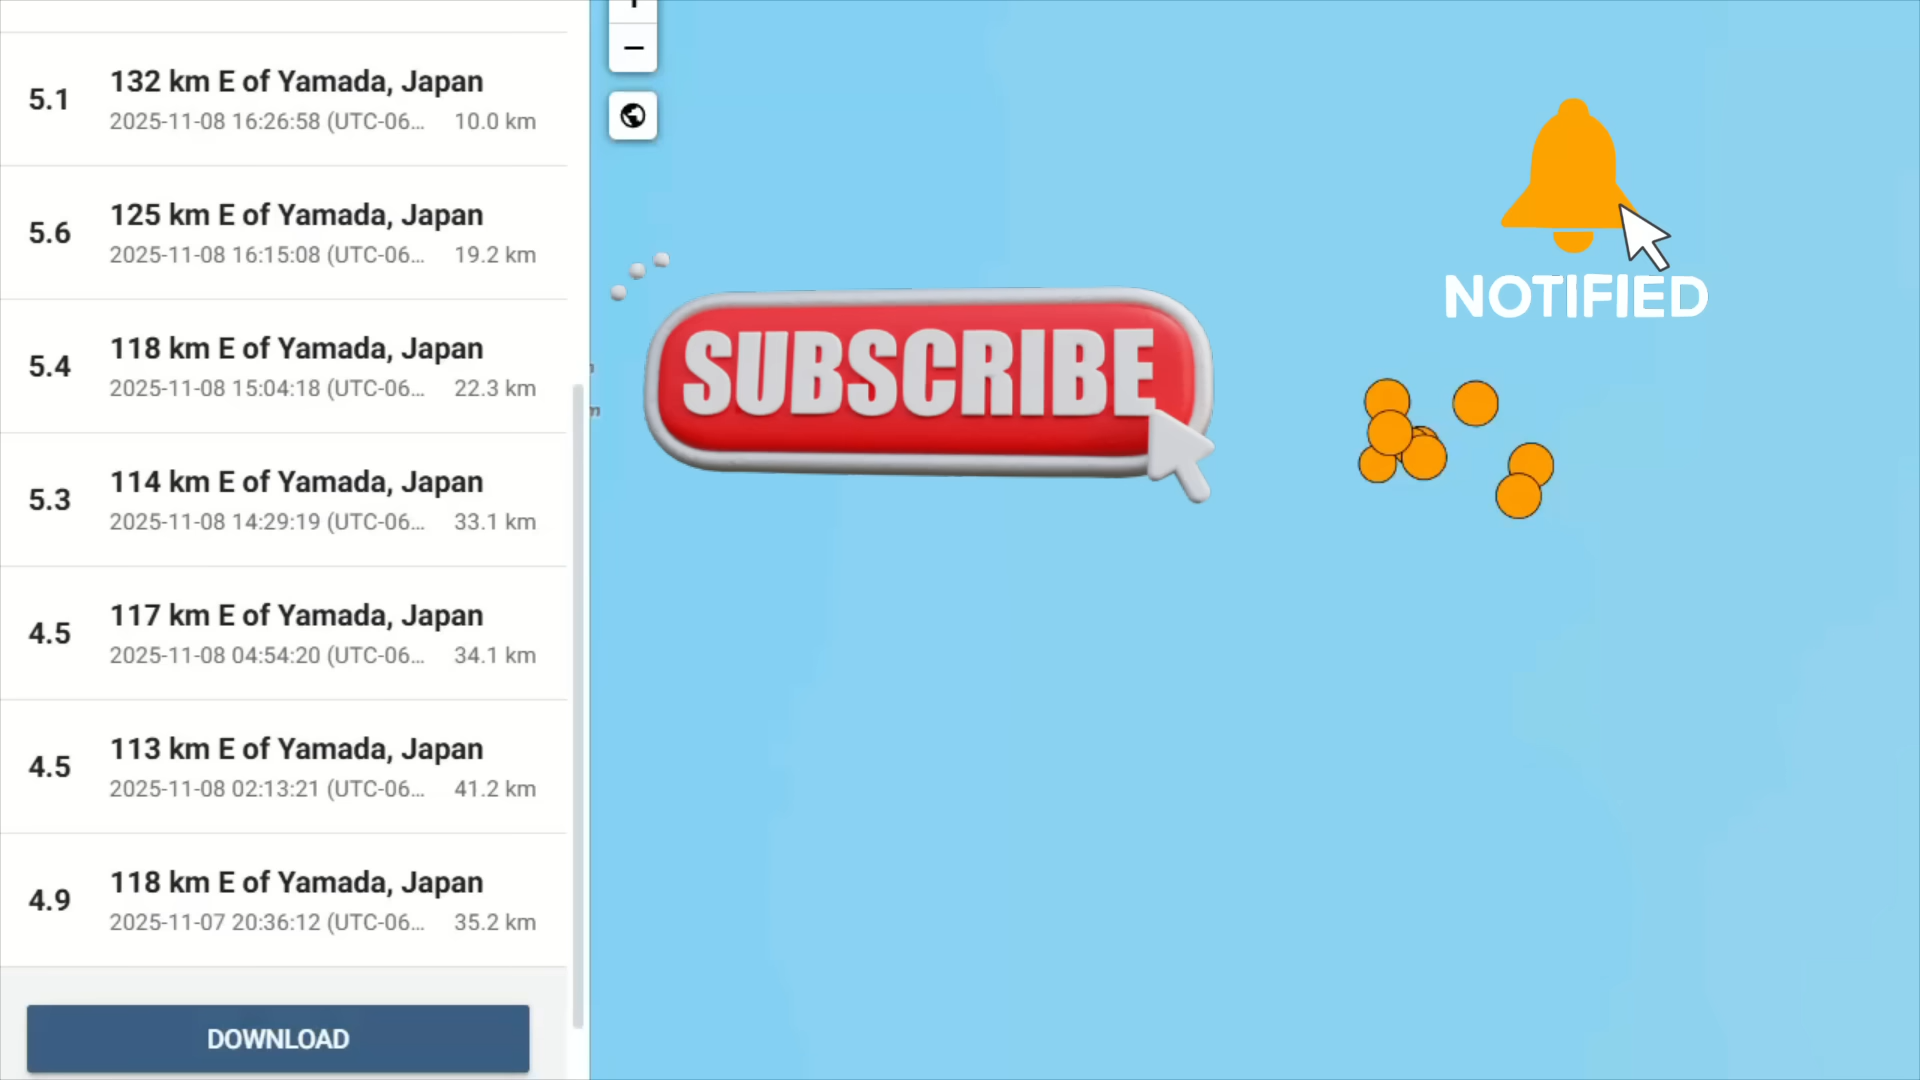 5.1
132 km E of Yamada, Japan
2025-11-08 16:26:58 (UTC-06... 10.0 km
5.6
125 km E of Yamada, Japan
2025-11-08 16:15:08 (UTC-06... 19.2 km
5.4
118 km E of Yamada, Japan
2025-11-08 15:04:18 (UTC-06... 22.3 km
5.3
114 km E of Yamada, Japan
2025-11-08 14:29:19 (UTC-06... 33.1 km
4.5
117 km E of Yamada, Japan
2025-11-08 04:54:20 (UTC-06... 34.1 km
4.5
113 km E of Yamada, Japan
2025-11-08 02:13:21 (UTC-06... 41.2 km
4.9
118 km E of Yamada, Japan
2025-11-07 20:36:12 (UTC-06... 35.2 km
DOWNLOAD
SUBSCRIBE
NOTIFIED